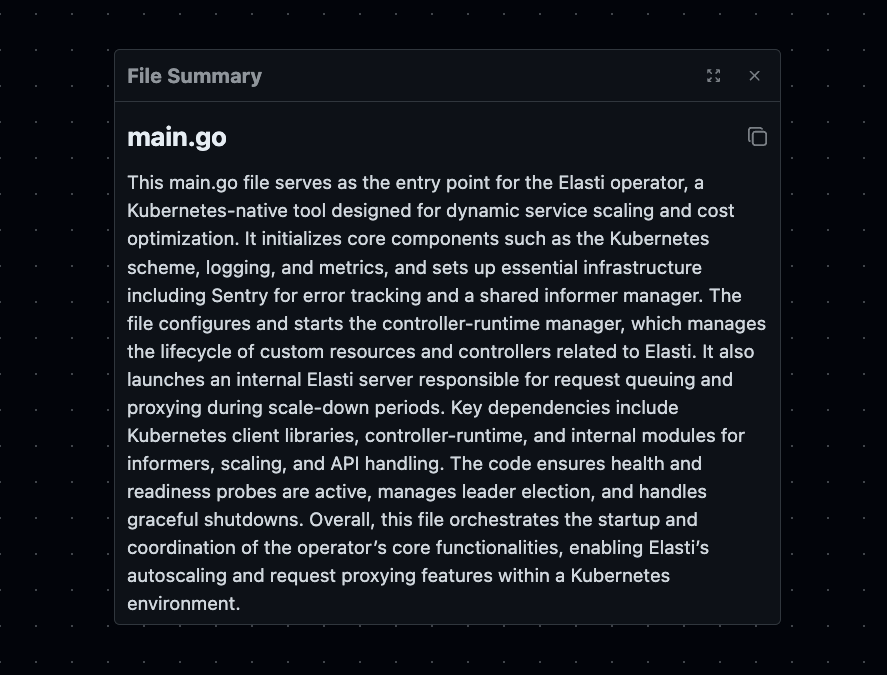 File Summary
main.go
This main.go file serves as the entry point for the Elasti operator, a
Kubernetes-native tool designed for dynamic service scaling and cost
optimization. It initializes core components such as the Kubernetes
scheme, logging, and metrics, and sets up essential infrastructure
including Sentry for error tracking and a shared informer manager. The
file configures and starts the controller-runtime manager, which manages
the lifecycle of custom resources and controllers related to Elasti. It also
launches an internal Elasti server responsible for request queuing and
proxying during scale-down periods. Key dependencies include
Kubernetes client libraries, controller-runtime, and internal modules for
informers, scaling, and API handling. The code ensures health and
readiness probes are active, manages leader election, and handles
graceful shutdowns. Overall, this file orchestrates the startup and
coordination of the operator’s core functionalities, enabling Elasti’s
autoscaling and request proxying features within a Kubernetes
environment.